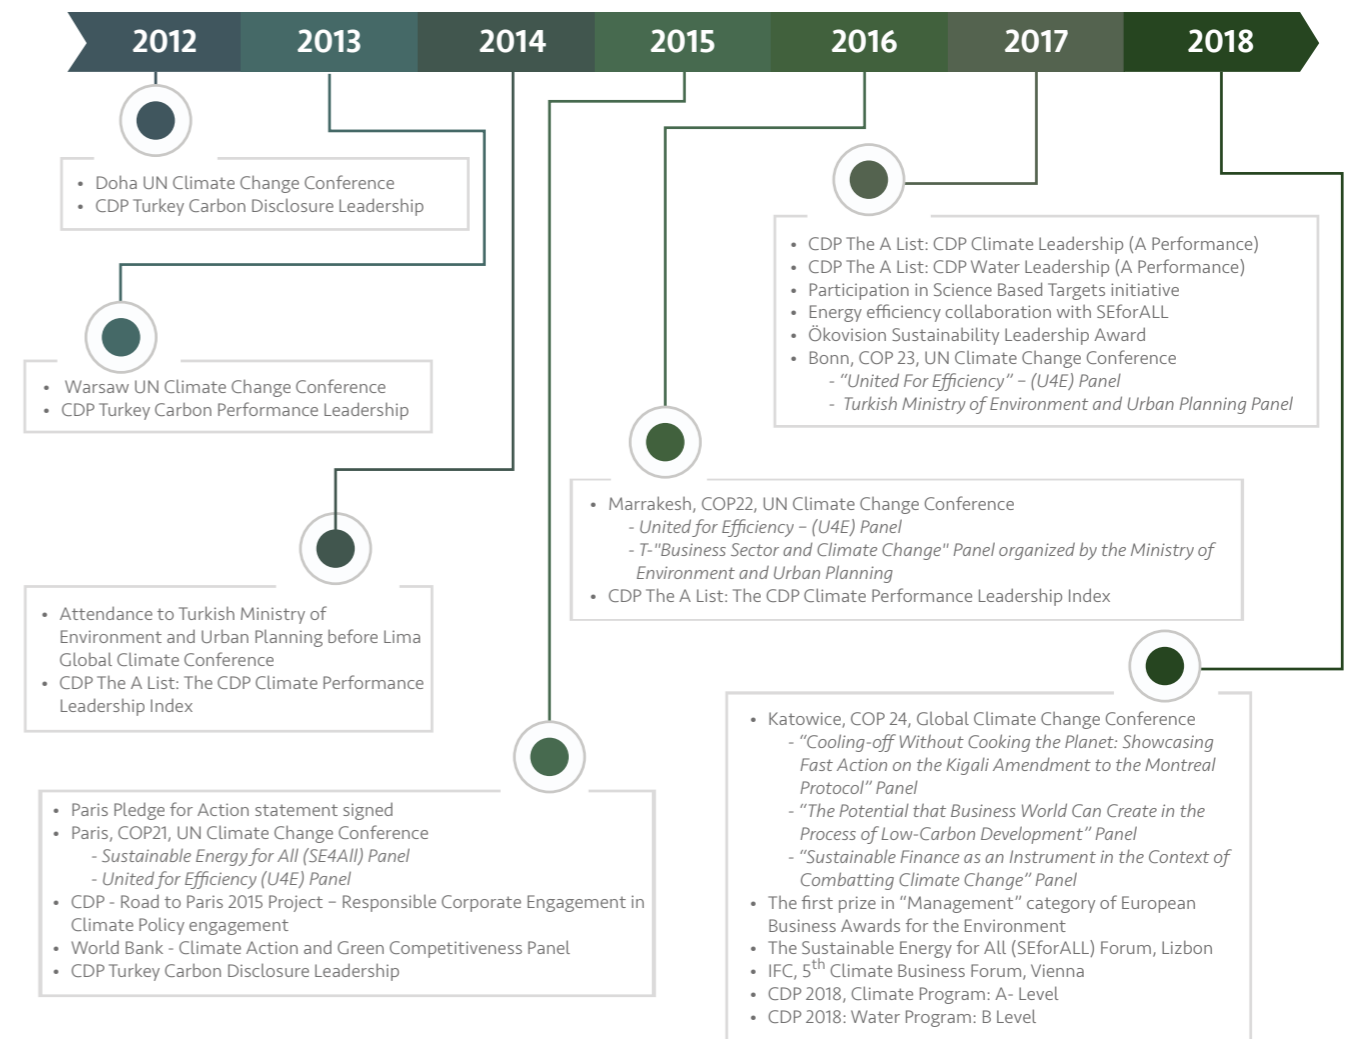 2012
2013
2014
2015
2016
2017
2018
• Doha UN Climate Change Conference
• CDP Turkey Carbon Disclosure Leadership
• Warsaw UN Climate Change Conference
• CDP Turkey Carbon Performance Leadership
• Attendance to Turkish Ministry of
Environment and Urban Planning before Lima
Global Climate Conference
• CDP The A List: The CDP Climate Performance
Leadership Index
• Paris Pledge for Action statement signed
• Paris, COP21, UN Climate Change Conference
- Sustainable Energy for All (SE4All) Panel
- United for Efficiency (U4E) Panel
• CDP - Road to Paris 2015 Project – Responsible Corporate Engagement in
Climate Policy engagement
• World Bank - Climate Action and Green Competitiveness Panel
• CDP Turkey Carbon Disclosure Leadership
• Marrakesh, COP22, UN Climate Change Conference
- United for Efficiency – (U4E) Panel
- T-"Business Sector and Climate Change" Panel organized by the Ministry of
Environment and Urban Planning
• CDP The A List: The CDP Climate Performance Leadership Index
• CDP The A List: CDP Climate Leadership (A Performance)
• CDP The A List: CDP Water Leadership (A Performance)
• Participation in Science Based Targets initiative
• Energy efficiency collaboration with SEforALL
• Ökovision Sustainability Leadership Award
• Bonn, COP 23, UN Climate Change Conference
- “United For Efficiency” – (U4E) Panel
- Turkish Ministry of Environment and Urban Planning Panel
• Katowice, COP 24, Global Climate Change Conference
- “Cooling-off Without Cooking the Planet: Showcasing
Fast Action on the Kigali Amendment to the Montreal
Protocol” Panel
- “The Potential that Business World Can Create in the
Process of Low-Carbon Development” Panel
- “Sustainable Finance as an Instrument in the Context of
Combatting Climate Change” Panel
• The first prize in “Management” category of European
Business Awards for the Environment
• The Sustainable Energy for All (SEforALL) Forum, Lizbon
• IFC, 5th Climate Business Forum, Vienna
• CDP 2018, Climate Program: A- Level
• CDP 2018: Water Program: B Level